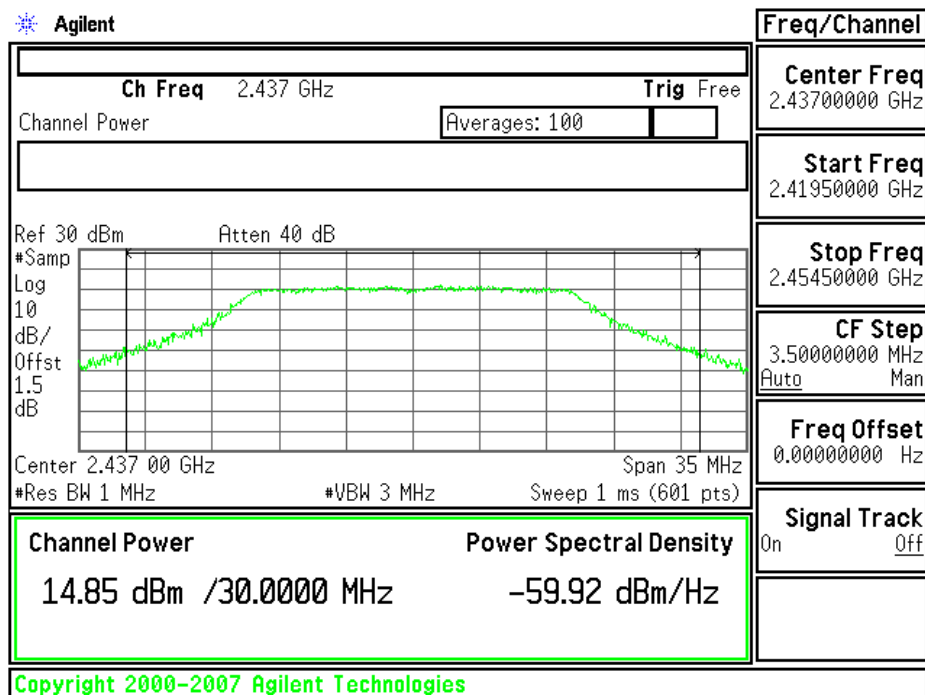 Agilent
Freq/Channel
Ch Freq 2.437 GHz Trig Free
Channel Power Averages: 100
Ref 30 dBm Atten 40 dB
#Samp
Log
10
dB/
Offst
1.5
dB
Center 2.437 00 GHz Span 35 MHz
#Res BW 1 MHz #VBW 3 MHz Sweep 1 ms (601 pts)
Channel Power Power Spectral Density
14.85 dBm /30.0000 MHz -59.92 dBm/Hz
Center Freq
2.43700000 GHz
Start Freq
2.41950000 GHz
Stop Freq
2.45450000 GHz
CF Step
3.50000000 MHz
Auto Man
Freq Offset
0.00000000 Hz
Signal Track
On Off
Copyright 2000-2007 Agilent Technologies